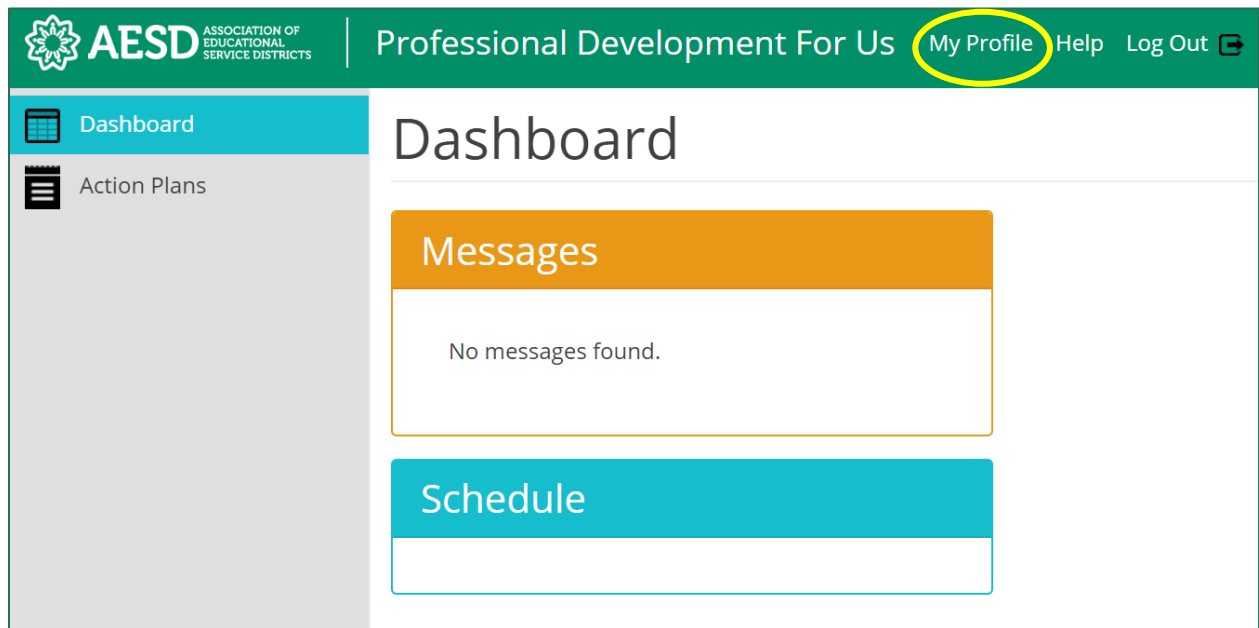 AESD
ASSOCIATION OF
EDUCATIONAL
SERVICE DISTRICTS
Professional Development For Us
My Profile
Help
Log Out
Dashboard
Action Plans
Dashboard
Messages
No messages found.
Schedule